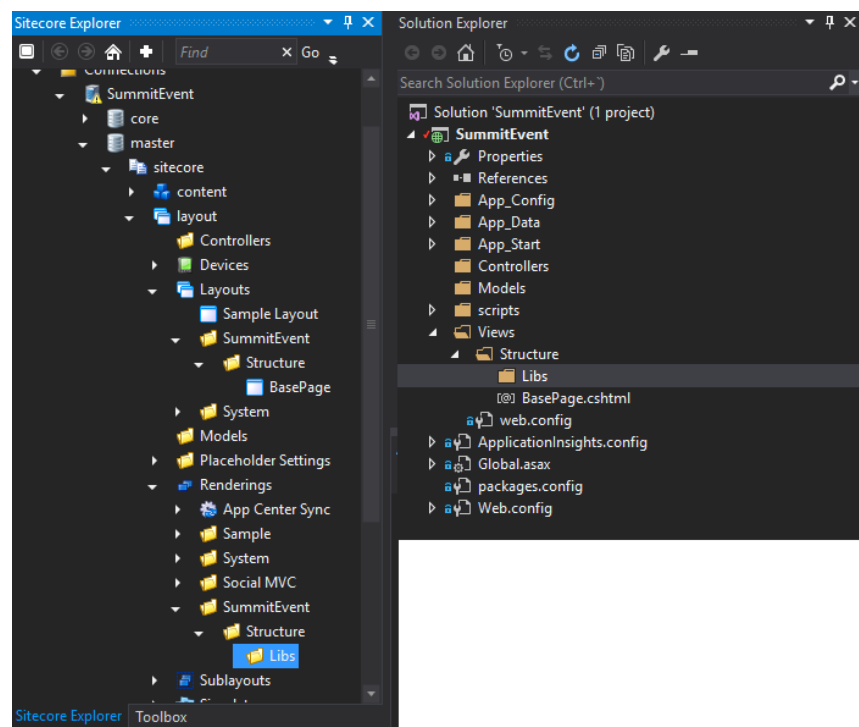 Sitecore Explorer
Find
Go
Connections
SummitEvent
core
master
sitecore
content
layout
Controllers
Devices
Layouts
Sample Layout
SummitEvent
Structure
BasePage
System
Models
Placeholder Settings
Renderings
App Center Sync
Sample
System
Social MVC
SummitEvent
Structure
Libs
Sublayouts
Sitecore Explorer
Toolbox
Solution Explorer
Search Solution Explorer (Ctrl+`)
Solution 'SummitEvent' (1 project)
SummitEvent
Properties
References
App_Config
App_Data
App_Start
Controllers
Models
scripts
Views
Structure
Libs
BasePage.cshtml
web.config
ApplicationInsights.config
Global.asax
packages.config
Web.config